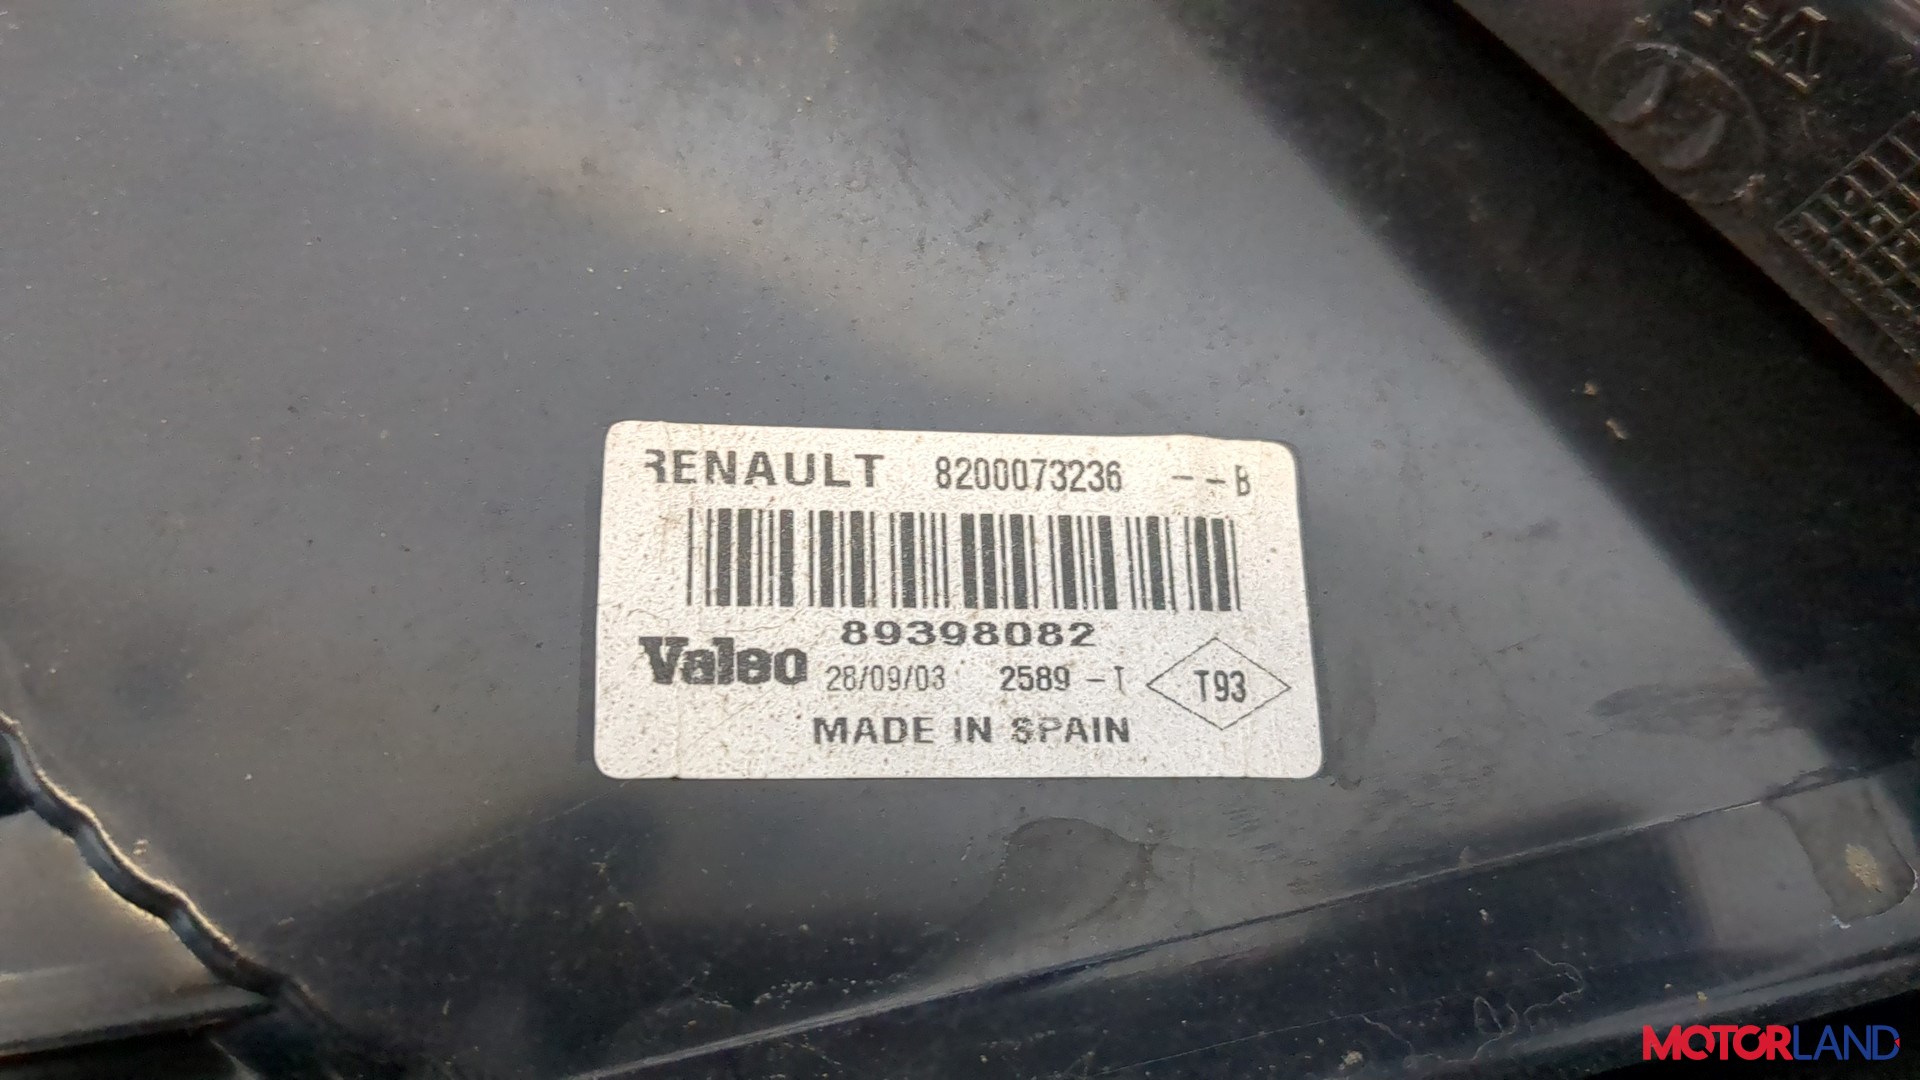 RENAULT 8200073236 --B
89398082
Valeo 28/09/03 2589 -T T93
MADE IN SPAIN
MOTORLAND